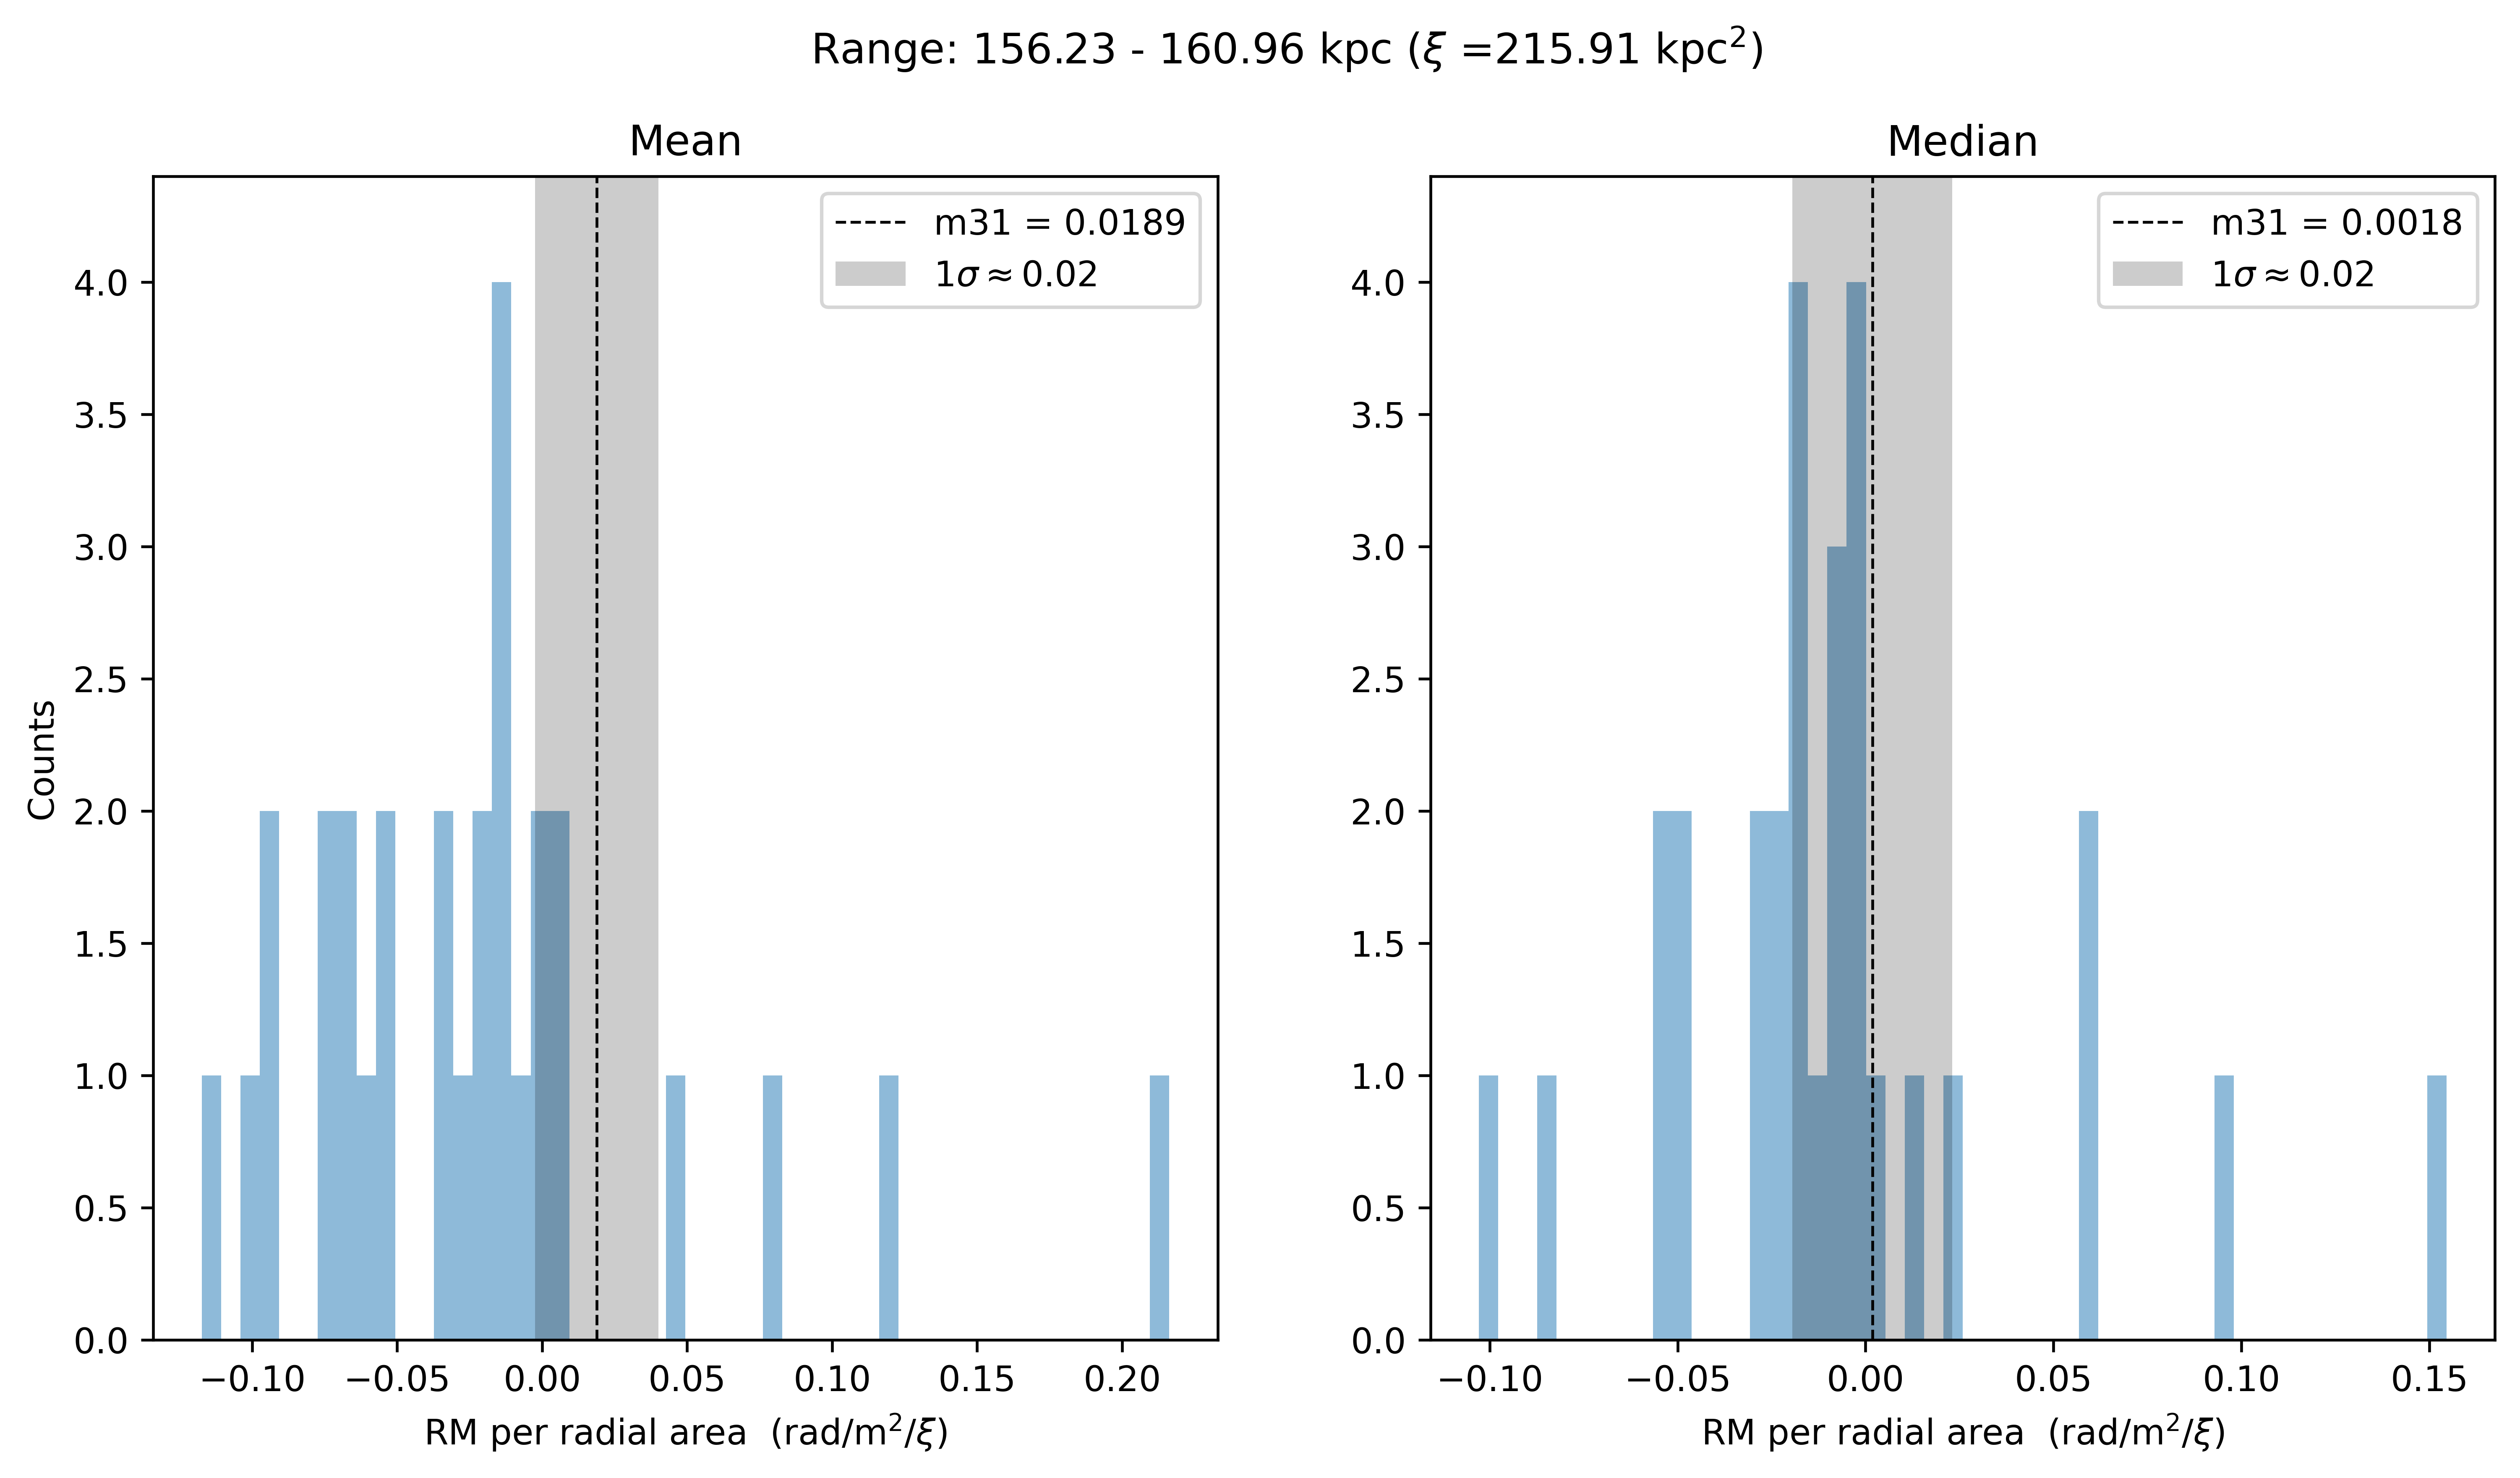 Range: 156.23 - 160.96 kpc (ξ =215.91 kpc²)
Mean
m31 = 0.0189
1σ ≈ 0.02
4.0
3.5
3.0
2.5
2.0
1.5
1.0
0.5
0.0
Counts
−0.10 −0.05 0.00 0.05 0.10 0.15 0.20
RM per radial area (rad/m²/ξ)
Median
m31 = 0.0018
1σ ≈ 0.02
4.0
3.5
3.0
2.5
2.0
1.5
1.0
0.5
0.0
−0.10 −0.05 0.00 0.05 0.10 0.15
RM per radial area (rad/m²/ξ)